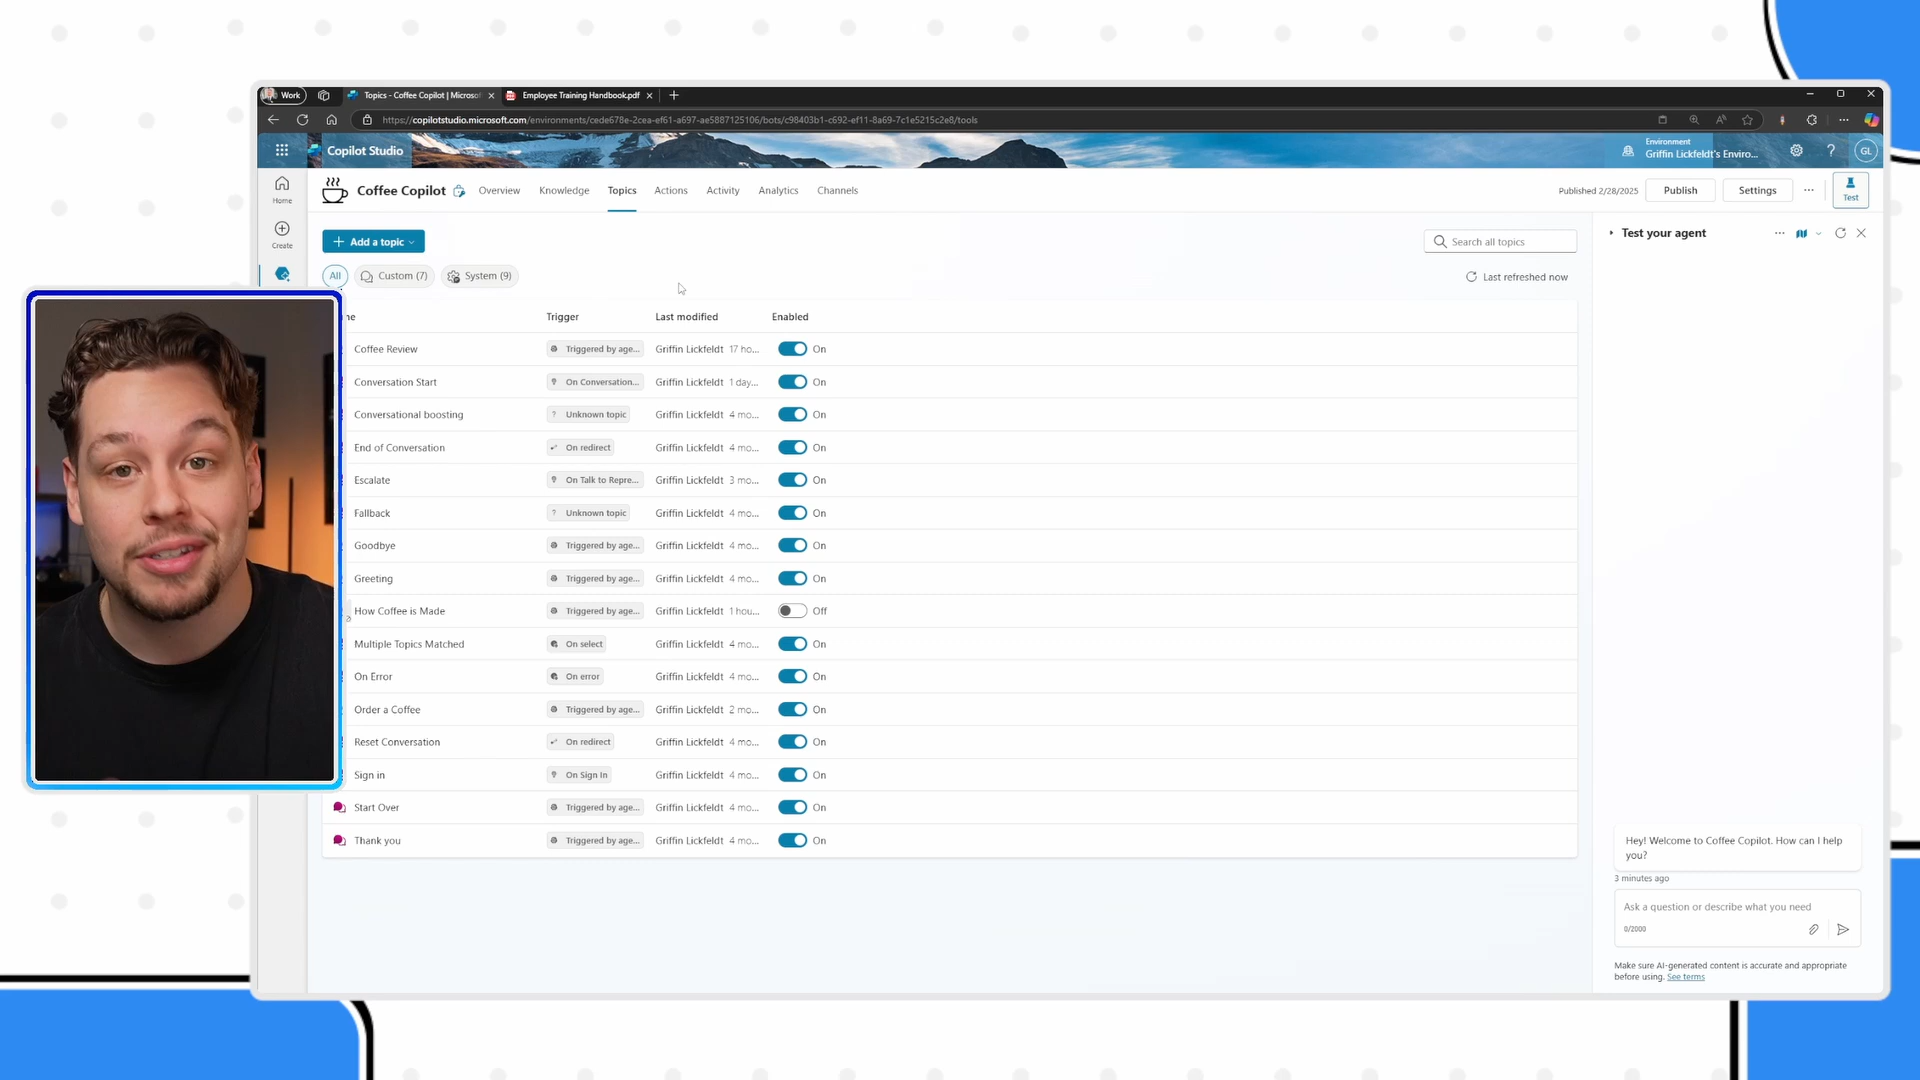 Work
Topics - Coffee Copilot | Microsof
Employee Training Handbook.pdf
https://copilotstudio.microsoft.com/environments/cede678e-2cea-ef61-a697-ae5887125106/bots/c98403b1-c692-ef11-8a69-7c1e5215c2e8/tools
Copilot Studio
Environment
Griffin Lickfeldt's Enviro...
GL
Home
Create
Coffee Copilot
Overview
Knowledge
Topics
Actions
Activity
Analytics
Channels
Published 2/28/2025
Publish
Settings
Test
Add a topic
Search all topics
All
Custom (7)
System (9)
Last refreshed now
ne Trigger Last modified Enabled
Coffee Review Triggered by age... Griffin Lickfeldt 17 ho... On
Conversation Start On Conversation... Griffin Lickfeldt 1 day... On
Conversational boosting ? Unknown topic Griffin Lickfeldt 4 mo... On
End of Conversation On redirect Griffin Lickfeldt 4 mo... On
Escalate On Talk to Repre... Griffin Lickfeldt 3 mo... On
Fallback ? Unknown topic Griffin Lickfeldt 4 mo... On
Goodbye Triggered by age... Griffin Lickfeldt 4 mo... On
Greeting Triggered by age... Griffin Lickfeldt 4 mo... On
How Coffee is Made Triggered by age... Griffin Lickfeldt 1 hou... Off
Multiple Topics Matched On select Griffin Lickfeldt 4 mo... On
On Error On error Griffin Lickfeldt 4 mo... On
Order a Coffee Triggered by age... Griffin Lickfeldt 2 mo... On
Reset Conversation On redirect Griffin Lickfeldt 4 mo... On
Sign in On Sign In Griffin Lickfeldt 4 mo... On
Start Over Triggered by age... Griffin Lickfeldt 4 mo... On
Thank you Triggered by age... Griffin Lickfeldt 4 mo... On
Test your agent
Hey! Welcome to Coffee Copilot. How can I help
you?
3 minutes ago
Ask a question or describe what you need
0/2000
Make sure AI-generated content is accurate and appropriate
before using. See terms